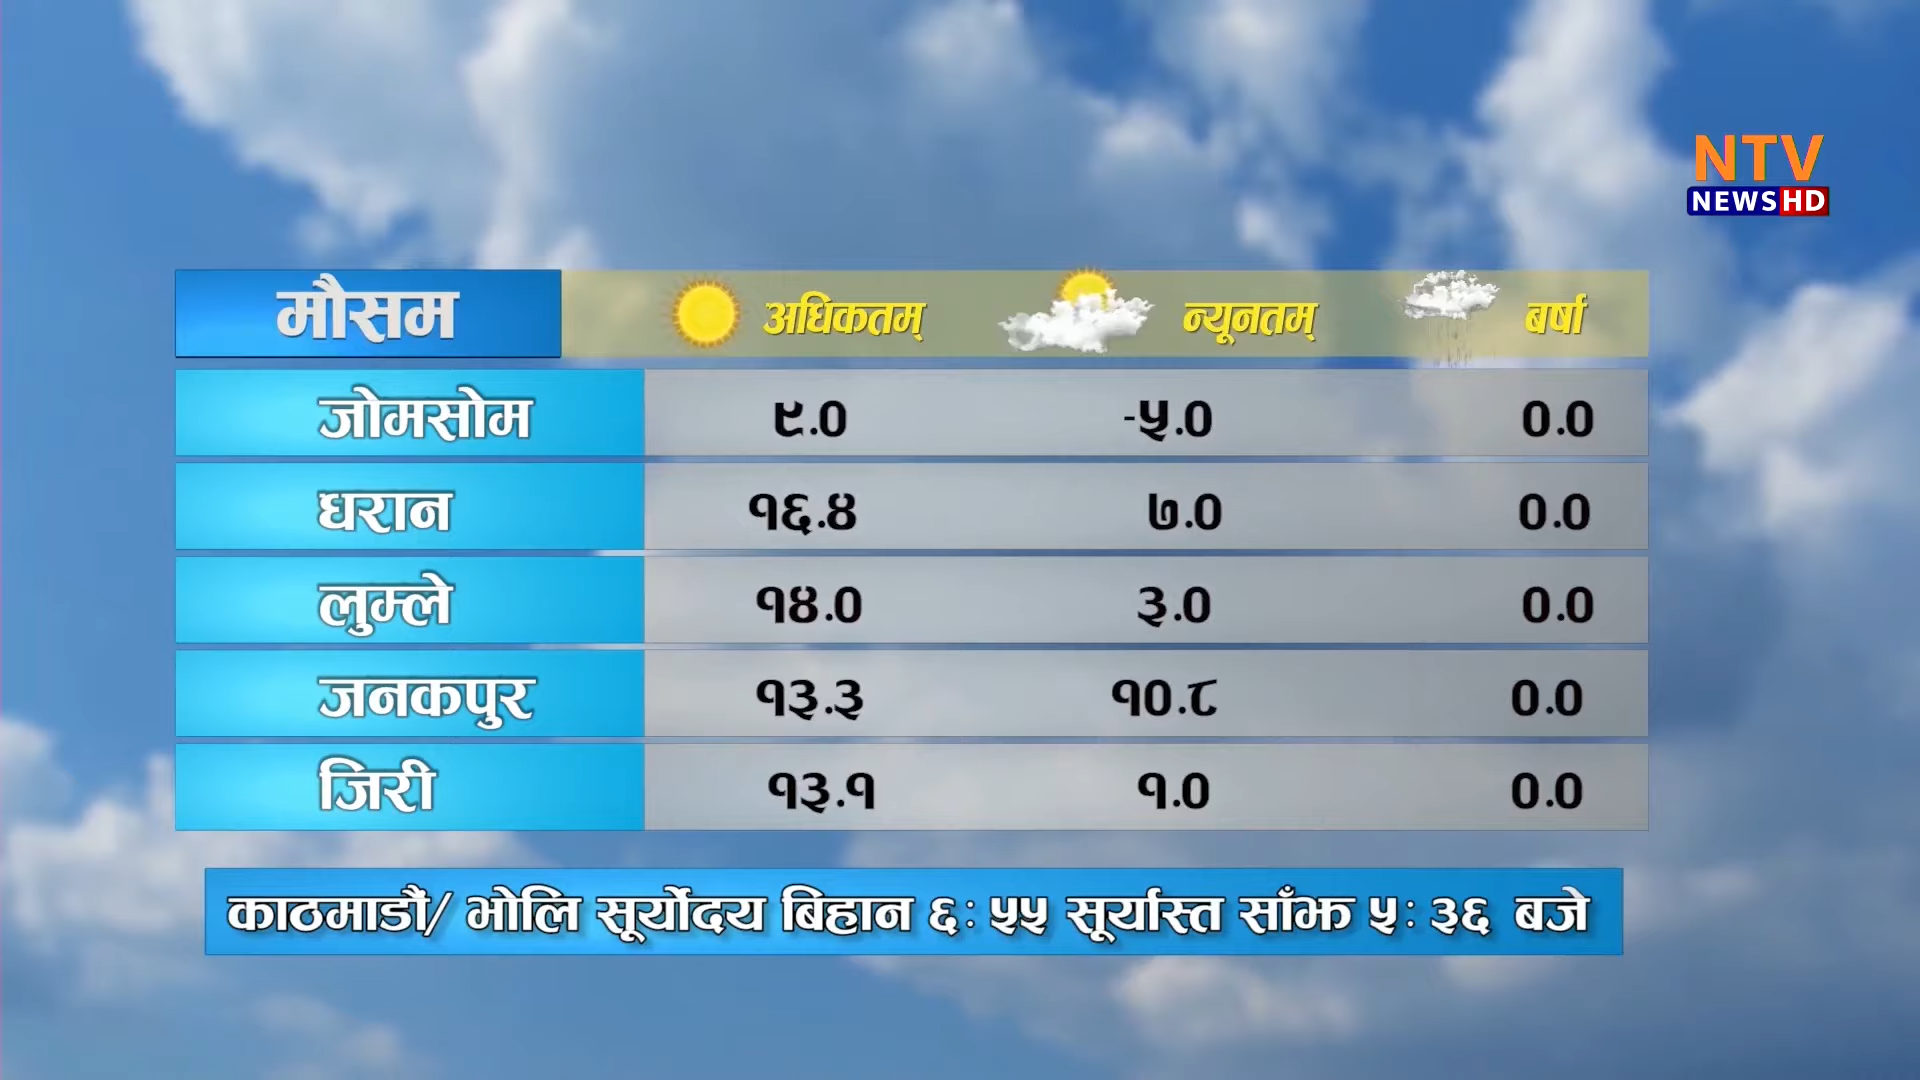 NTV
NEWS HD
मौसम अधिकतम् न्यूनतम् बर्षा
जोमसोम ९.0 -५.0 0.0
धरान १६.४ ७.0 0.0
लुम्ले १४.0 ३.0 0.0
जनकपुर १३.३ १0.८ 0.0
जिरी १३.१ १.0 0.0
काठमाडौं/ भोलि सूर्योदय बिहान ६ः ५५ सूर्यास्त साँझ ५ः ३६ बजे